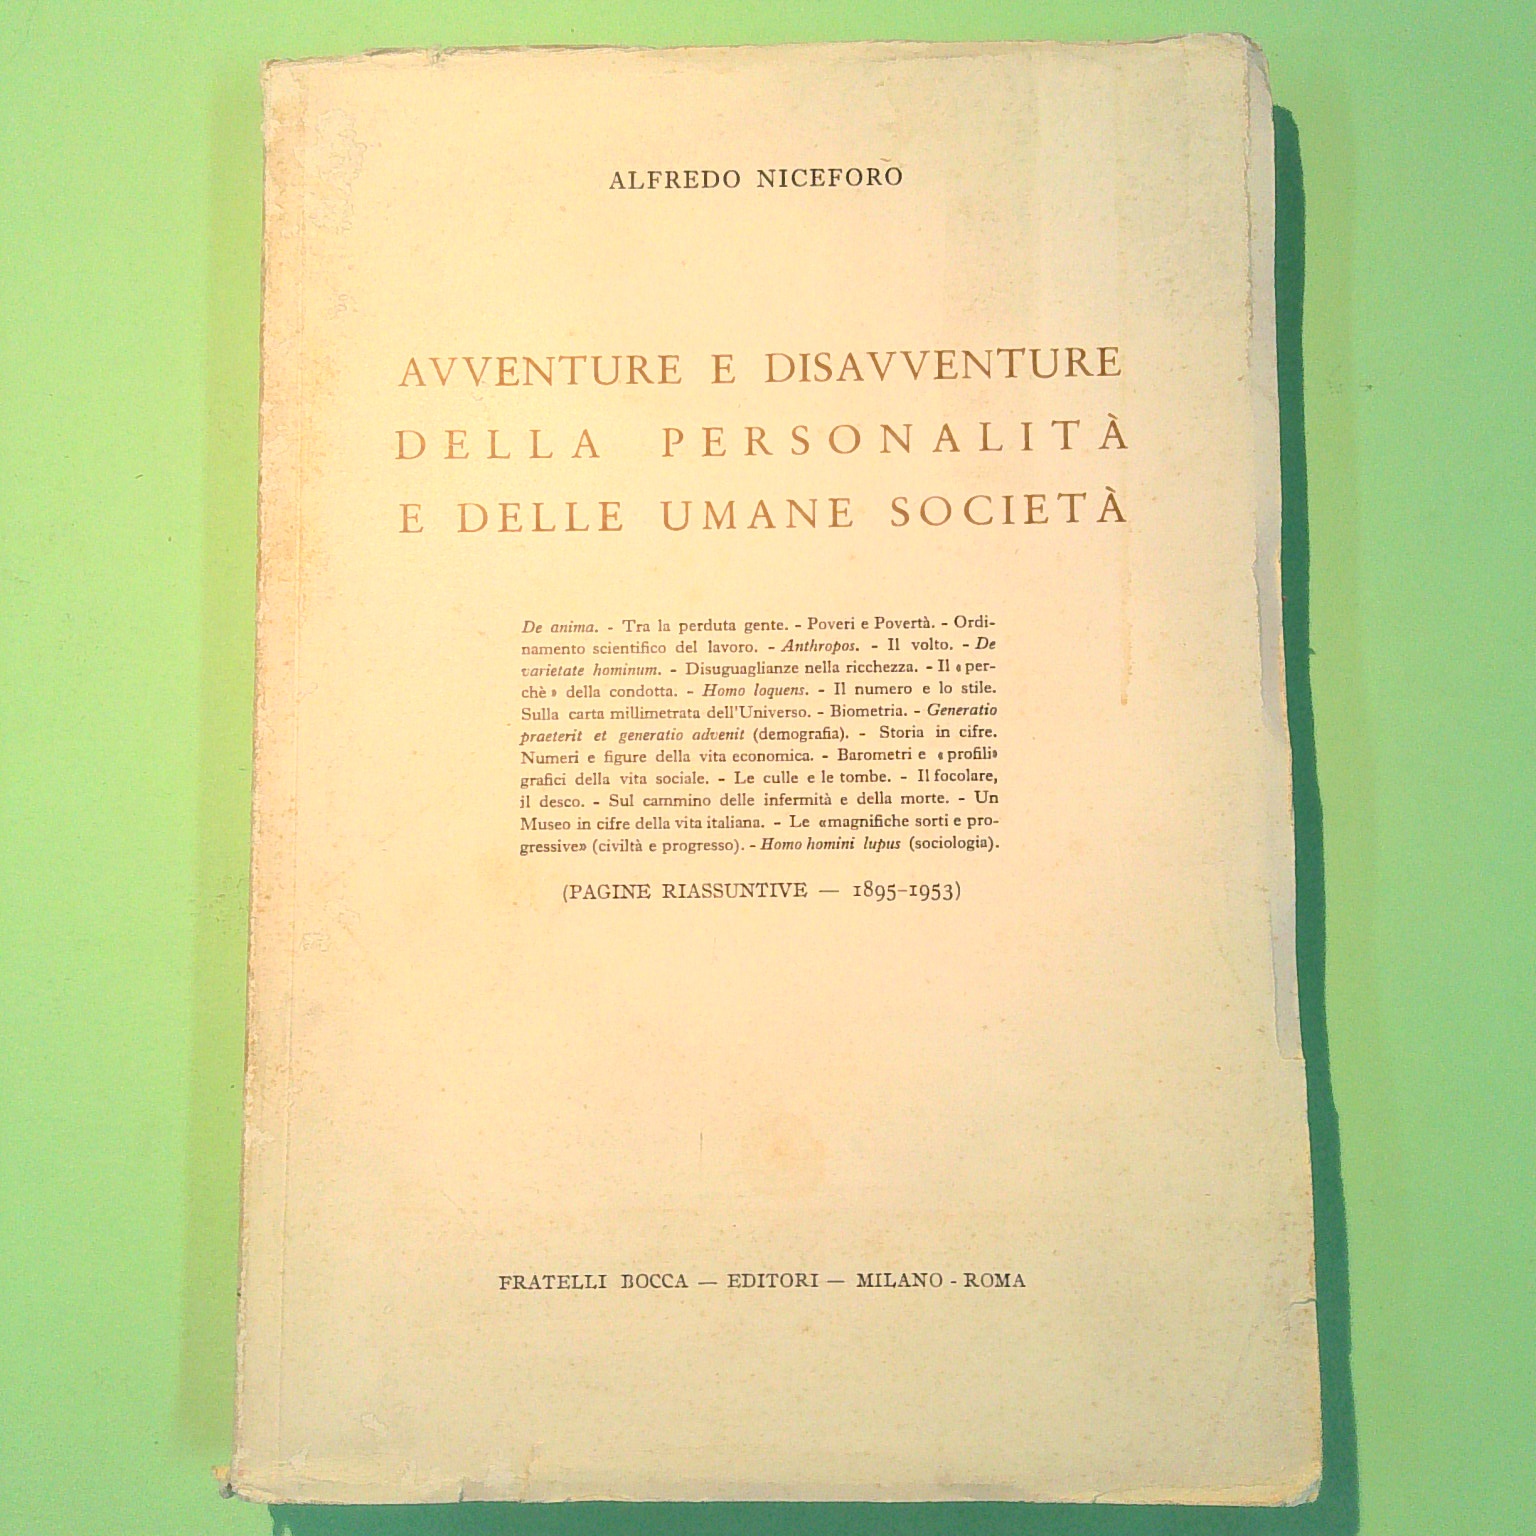 ALFREDO NICEFORO
AVVENTURE E DISAVVENTURE
DELLA PERSONALITÀ
E DELLE UMANE SOCIETÀ
De anima. - Tra la perduta gente. - Poveri e Povertà. - Ordi-
namento scientifico del lavoro. - Anthropos. - Il volto. - De
varietate hominum. - Disuguaglianze nella ricchezza. - Il «per-
chè» della condotta. - Homo loquens. - Il numero e lo stile.
Sulla carta millimetrata dell'Universo. - Biometria. - Generatio
praeterit et generatio advenit (demografia). - Storia in cifre.
Numeri e figure della vita economica. - Barometri e «profili»
grafici della vita sociale. - Le culle e le tombe. - Il focolare,
il desco. - Sul cammino delle infermità e della morte. - Un
Museo in cifre della vita italiana. - Le «magnifiche sorti e pro-
gressive» (civiltà e progresso). - Homo homini lupus (sociologia).
(PAGINE RIASSUNTIVE — 1895-1953)
FRATELLI BOCCA — EDITORI — MILANO - ROMA